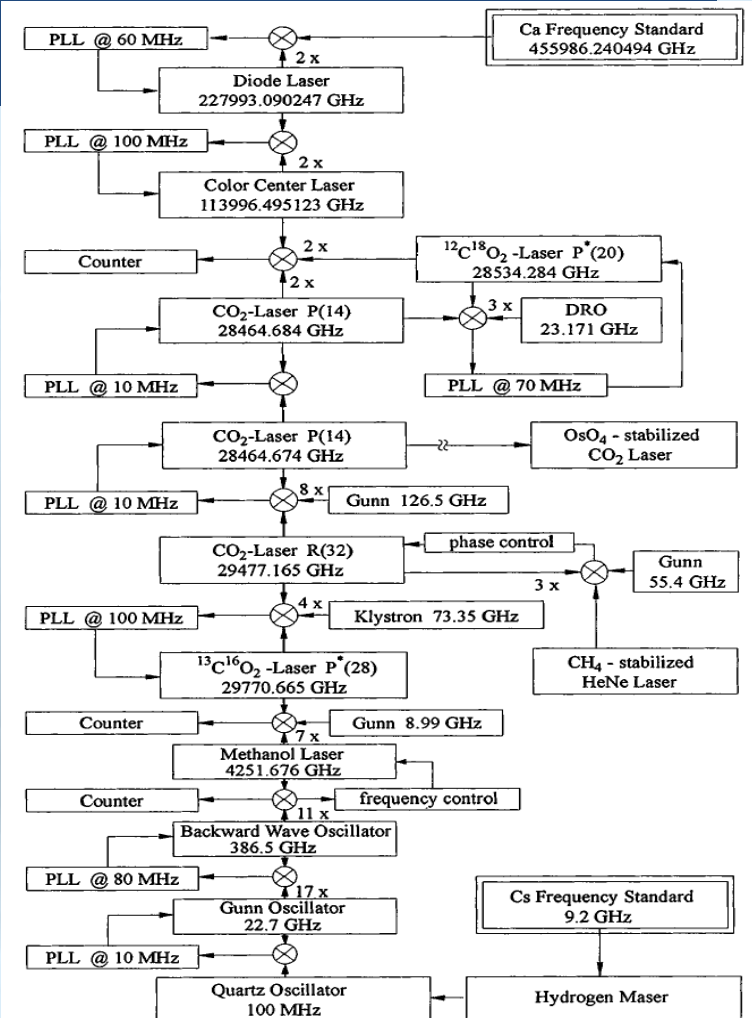 PLL @ 60 MHz
Ca Frequency Standard
455986.240494 GHz
2 x
Diode Laser
227993.090247 GHz
PLL @ 100 MHz
2 x
Color Center Laser
113996.495123 GHz
2 x
Counter
12C18O2 -Laser P*(20)
28534.284 GHz
2 x
CO2-Laser P(14)
28464.684 GHz
3 x
DRO
23.171 GHz
PLL @ 10 MHz
PLL @ 70 MHz
CO2-Laser P(14)
28464.674 GHz
OsO4 - stabilized
CO2 Laser
PLL @ 10 MHz
8 x
Gunn 126.5 GHz
CO2-Laser R(32)
29477.165 GHz
phase control
3 x
Gunn
55.4 GHz
PLL @ 100 MHz
4 x
Klystron 73.35 GHz
13C16O2 -Laser P*(28)
29770.665 GHz
CH4 - stabilized
HeNe Laser
Counter
Gunn 8.99 GHz
7 x
Methanol Laser
4251.676 GHz
Counter
frequency control
11 x
Backward Wave Oscillator
386.5 GHz
PLL @ 80 MHz
17 x
Gunn Oscillator
22.7 GHz
Cs Frequency Standard
9.2 GHz
PLL @ 10 MHz
Quartz Oscillator
100 MHz
Hydrogen Maser